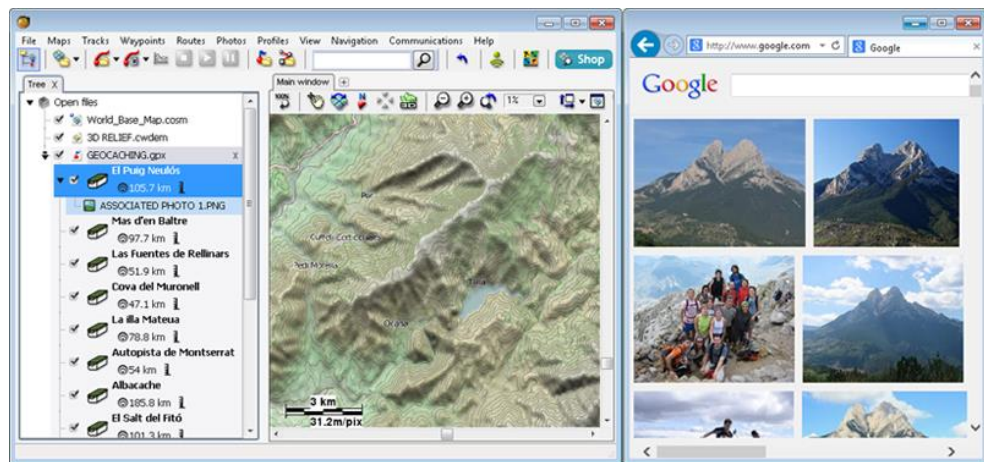 File Maps Tracks Waypoints Routes Photos Profiles View Navigation Communications Help
Shop
Tree X
Open files
World_Base_Map.cosm
3D RELIEF.cwdem
GEOCACHING.gpx x
El Puig Neulós
105.7 km
ASSOCIATED PHOTO 1.PNG
Mas d'en Baltre
97.7 km
Las Fuentes de Rellinars
51.9 km
Cova del Muronell
47.1 km
La illa Mateua
78.8 km
Autopista de Montserrat
54 km
Albacache
185.8 km
El Salt del Fitó
101.3 km
Main window
100%
1%
Ocaña
3 km
31.2m/pix
http://www.google.com
Google
Google